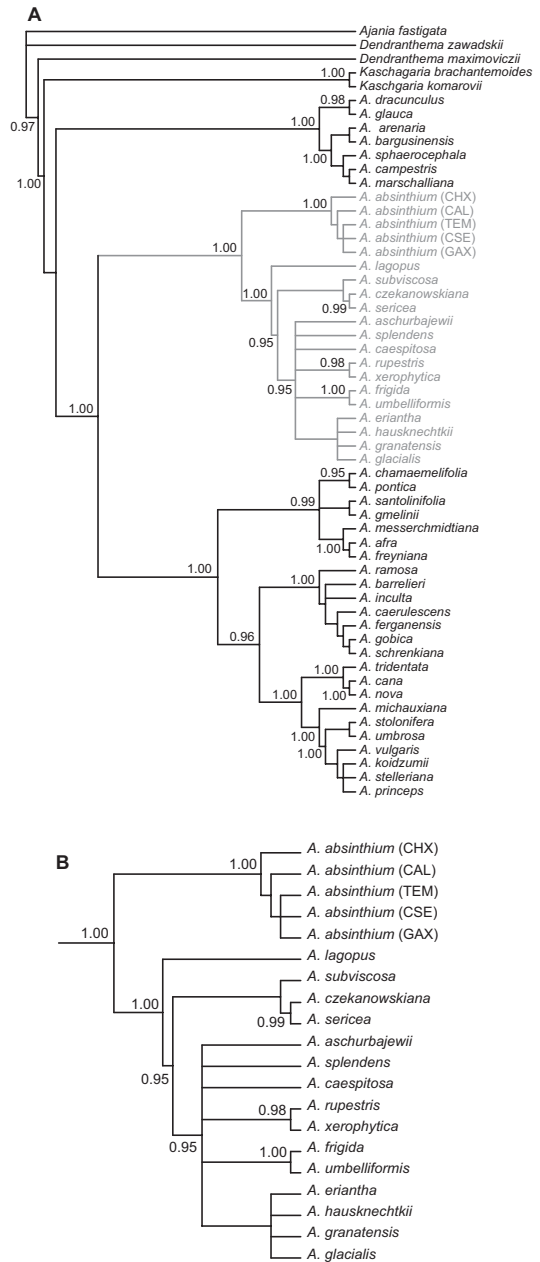 A
Ajania fastigata
Dendranthema zawadskii
Dendranthema maximoviczii
1.00 Kaschagaria brachantemoides
Kaschgaria komarovii
0.98 A. dracunculus
0.97
1.00 A. glauca
A. arenaria
A. bargusinensis
1.00 A. sphaerocephala
A. campestris
1.00
A. marschalliana
1.00 A. absinthium (CHX)
A. absinthium (CAL)
A. absinthium (TEM)
1.00 A. absinthium (CSE)
A. absinthium (GAX)
A. lagopus
A. subviscosa
1.00 A. czekanowskiana
0.99 A. sericea
A. aschurbajewii
A. splendens
0.95
A. caespitosa
0.98 A. rupestris
A. xerophytica
0.95 1.00 A. frigida
A. umbelliformis
1.00
A. eriantha
A. hausknechtkii
A. granatensis
A. glacialis
0.95 A. chamaemelifolia
A. pontica
0.99 A. santolinifolia
A. gmelinii
A. messerchmidtiana
A. afra
1.00 A. freyniana
1.00 A. ramosa
1.00
A. barrelieri
A. inculta
A. caerulescens
A. ferganensis
0.96 A. gobica
A. schrenkiana
1.00 A. tridentata
A. cana
1.00 1.00 A. nova
A. michauxiana
A. stolonifera
1.00 A. umbrosa
1.00
A. vulgaris
A. koidzumii
A. stelleriana
A. princeps
B
A. absinthium (CHX)
1.00
A. absinthium (CAL)
A. absinthium (TEM)
A. absinthium (CSE)
1.00 A. absinthium (GAX)
A. lagopus
A. subviscosa
1.00 A. czekanowskiana
0.99 A. sericea
A. aschurbajewii
A. splendens
0.95
A. caespitosa
0.98 A. rupestris
A. xerophytica
0.95 1.00 A. frigida
A. umbelliformis
A. eriantha
A. hausknechtkii
A. granatensis
A. glacialis